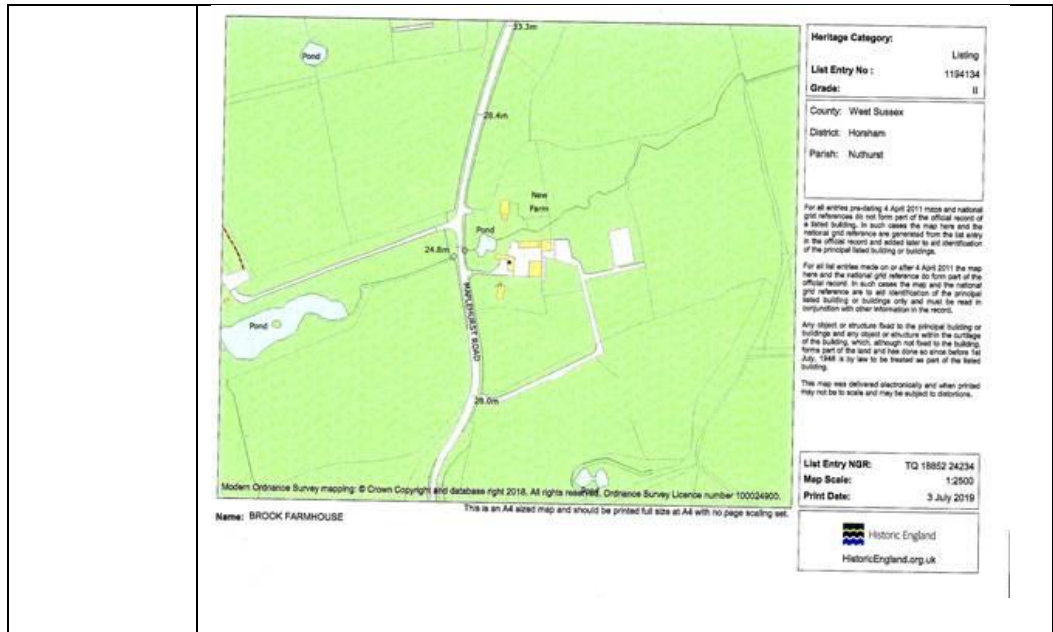 33.3m
Pond
28.4m
New
Farm
Pond
24.8m
MAPLEHURST ROAD
Pond
28.0m
Pond
Modern Ordnance Survey mapping: © Crown Copyright and database right 2018. All rights reserved. Ordnance Survey Licence number 100024900.
Name: BROOK FARMHOUSE
This is an A4 sized map and should be printed full size at A4 with no page scaling set.
Heritage Category:
Listing
List Entry No : 1194134
Grade: II
County: West Sussex
District: Horsham
Parish: Nuthurst
For all entries pre-dating 4 April 2011 maps and national
grid references do not form part of the official record of
a listed building. In such cases the map here and the
national grid reference are generated from the list entry
in the official record and added later to aid identification
of the principal listed building or buildings.
For all list entries made on or after 4 April 2011 the map
here and the national grid reference do form part of the
official record. In such cases the map and the national
grid reference are to aid identification of the principal
listed building or buildings only and must be read in
conjunction with other information in the record.
Any object or structure fixed to the principal building or
buildings and any object or structure within the curtilage
of the building, which, although not fixed to the building,
forms part of the land and has done so since before 1st
July, 1948 is by law to be treated as part of the listed
building.
This map was delivered electronically and when printed
may not be to scale and may be subject to distortions.
List Entry NGR: TQ 18852 24234
Map Scale: 1:2500
Print Date: 3 July 2019
Historic England
HistoricEngland.org.uk